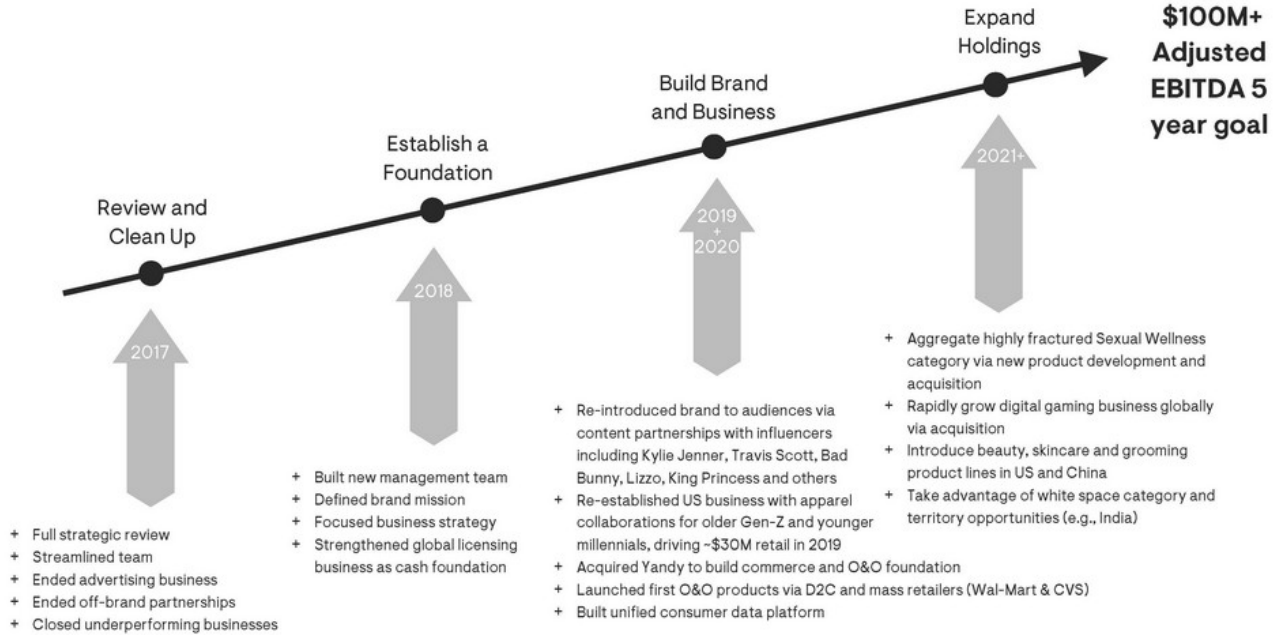 $100M+
Adjusted
EBITDA 5
year goal
Expand
Holdings
Build Brand
and Business
Establish a
Foundation
Review and
Clean Up
2017
+ Full strategic review
+ Streamlined team
+ Ended advertising business
+ Ended off-brand partnerships
+ Closed underperforming businesses
2018
+ Built new management team
+ Defined brand mission
+ Focused business strategy
+ Strengthened global licensing
business as cash foundation
2019
+
2020
+ Re-introduced brand to audiences via
content partnerships with influencers
including Kylie Jenner, Travis Scott, Bad
Bunny, Lizzo, King Princess and others
+ Re-established US business with apparel
collaborations for older Gen-Z and younger
millennials, driving ~$30M retail in 2019
+ Acquired Yandy to build commerce and O&O foundation
+ Launched first O&O products via D2C and mass retailers (Wal-Mart & CVS)
+ Built unified consumer data platform
2021+
+ Aggregate highly fractured Sexual Wellness
category via new product development and
acquisition
+ Rapidly grow digital gaming business globally
via acquisition
+ Introduce beauty, skincare and grooming
product lines in US and China
+ Take advantage of white space category and
territory opportunities (e.g., India)